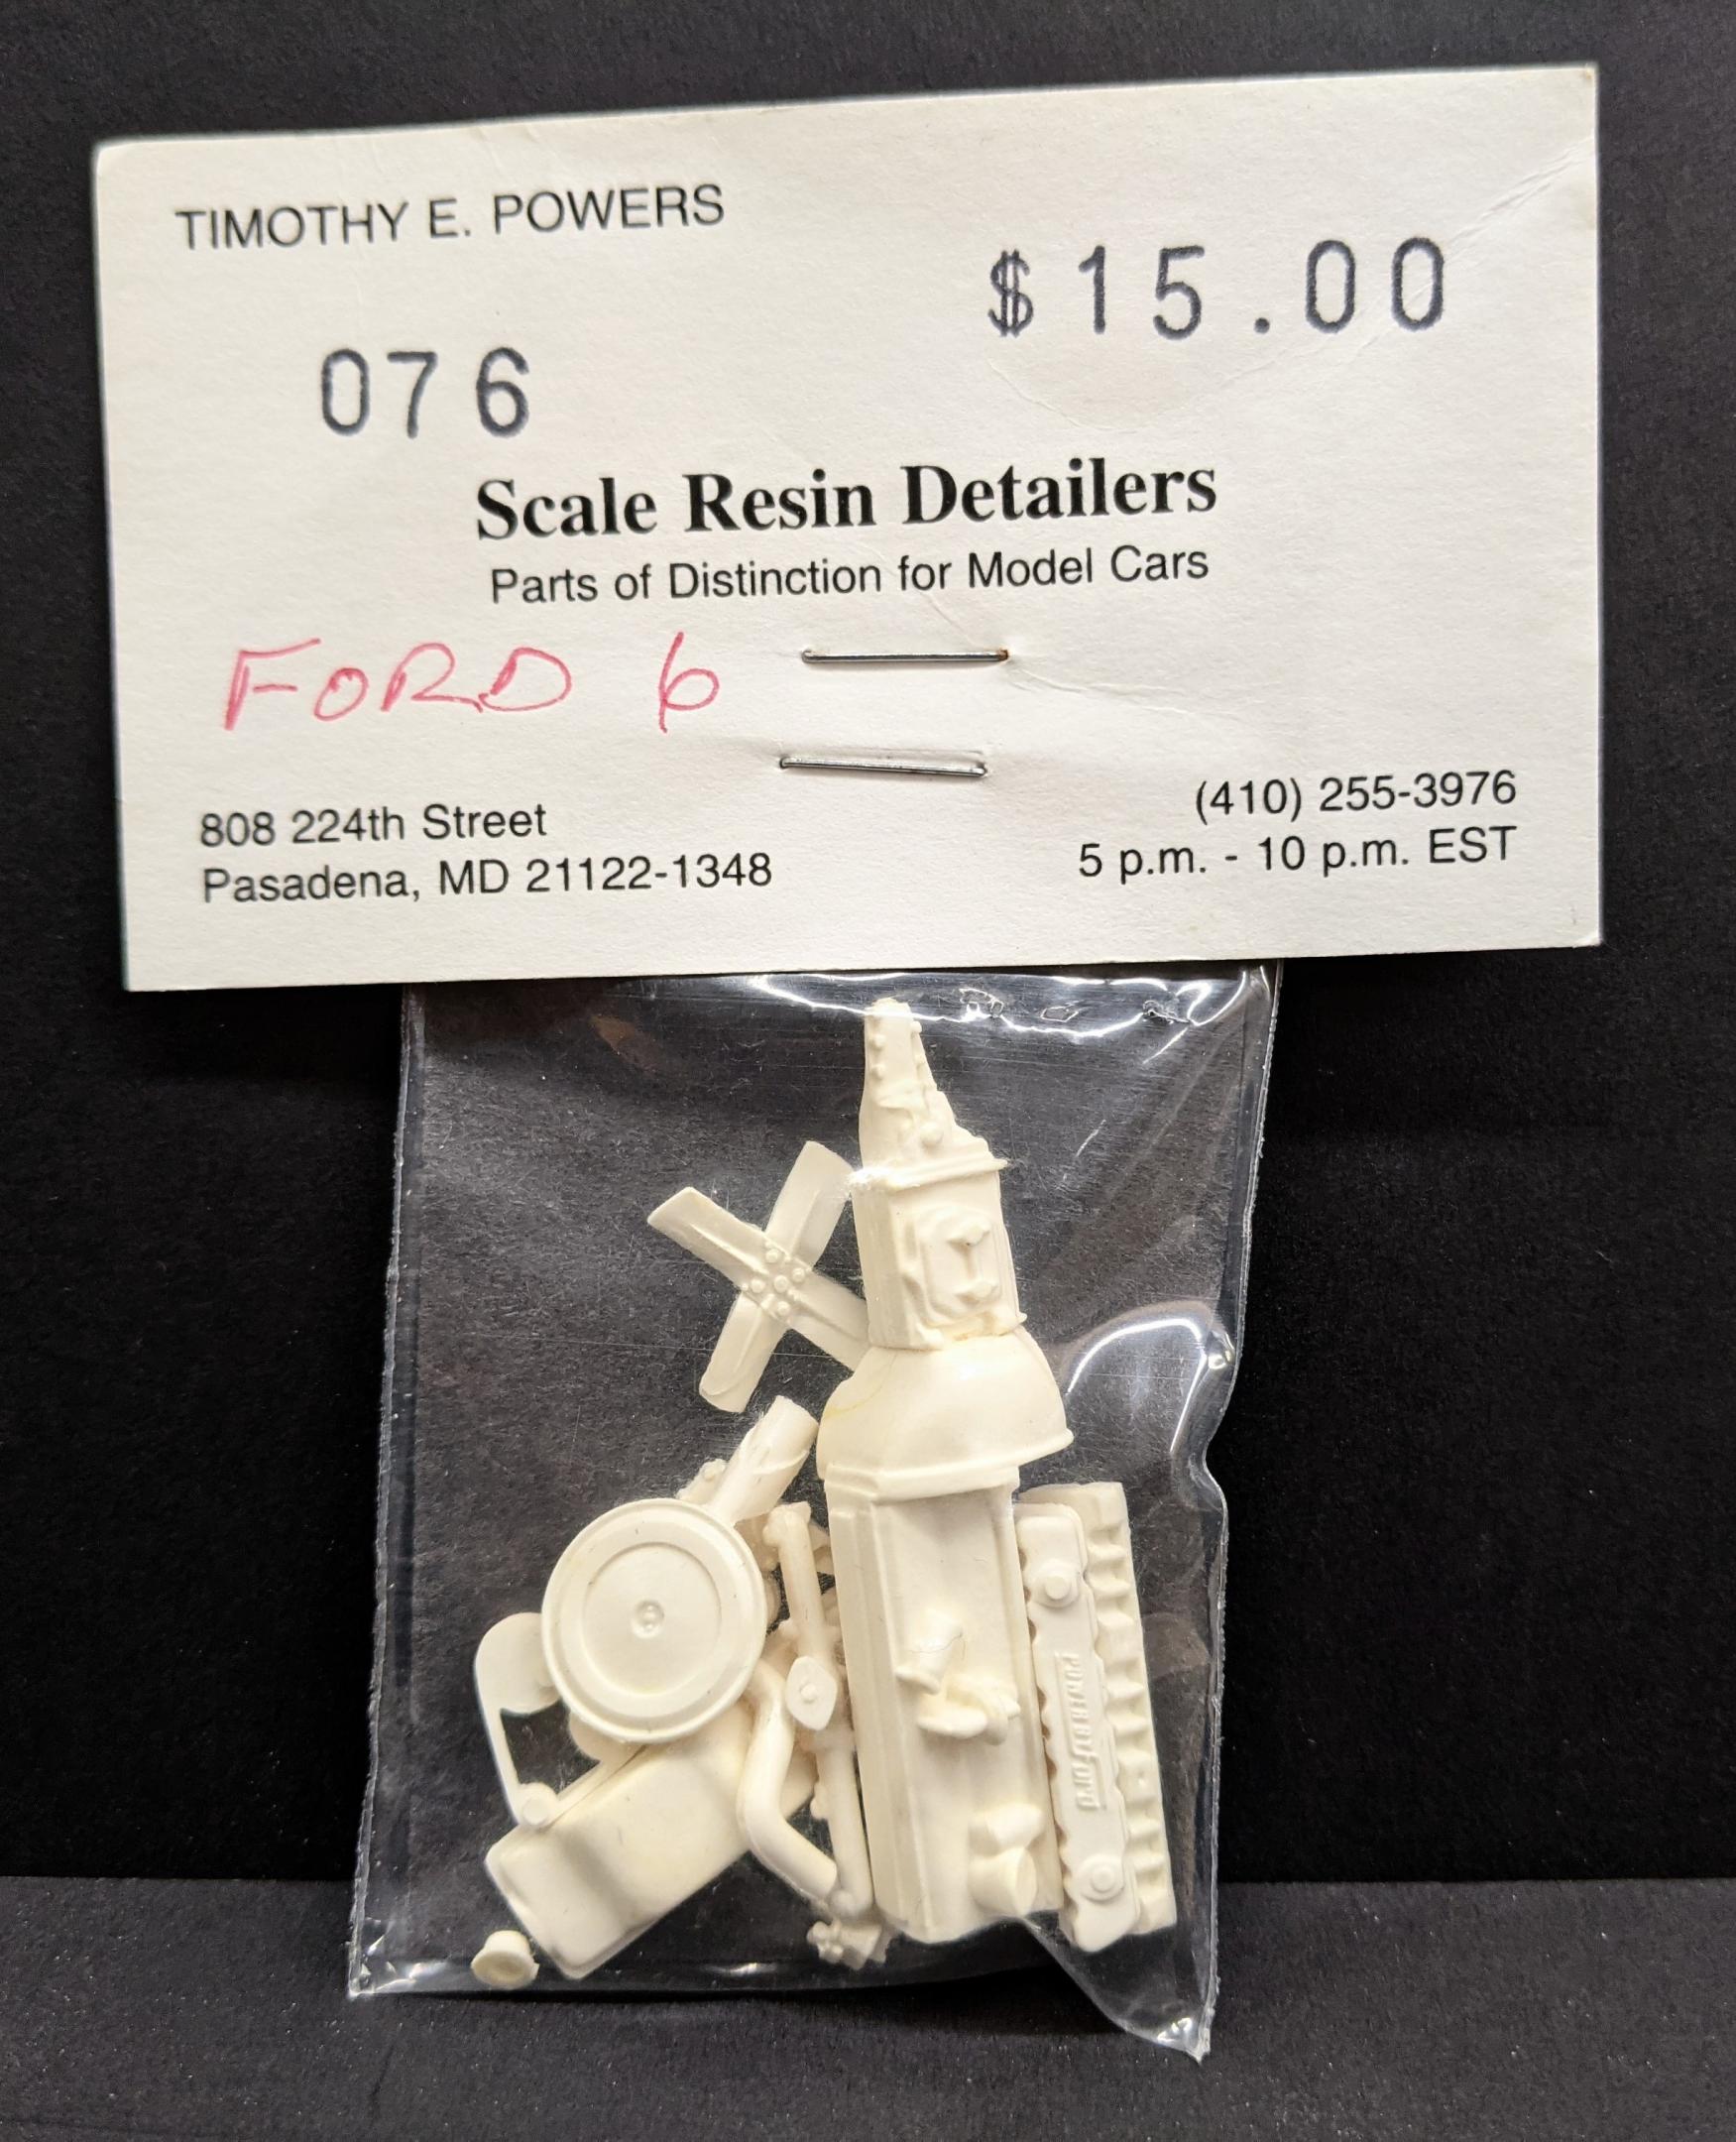 TIMOTHY E. POWERS
$15.00
076
Scale Resin Detailers
Parts of Distinction for Model Cars
FORD 6
808 224th Street
Pasadena, MD 21122-1348
(410) 255-3976
5 p.m. - 10 p.m. EST
POWERED by FORD